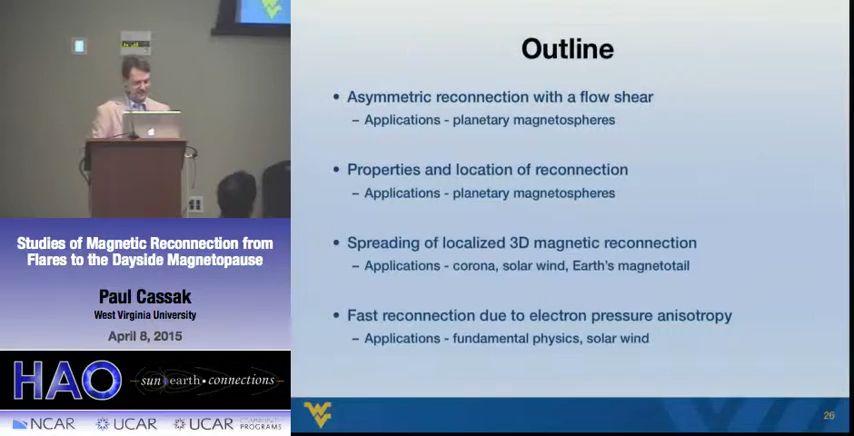 Outline
• Asymmetric reconnection with a flow shear
– Applications - planetary magnetospheres
• Properties and location of reconnection
– Applications - planetary magnetospheres
• Spreading of localized 3D magnetic reconnection
– Applications - corona, solar wind, Earth's magnetotail
• Fast reconnection due to electron pressure anisotropy
– Applications - fundamental physics, solar wind
26
Studies of Magnetic Reconnection from
Flares to the Dayside Magnetopause
Paul Cassak
West Virginia University
April 8, 2015
HAO
sun earth • connections
NCAR
UCAR
UCAR
PROGRAMS